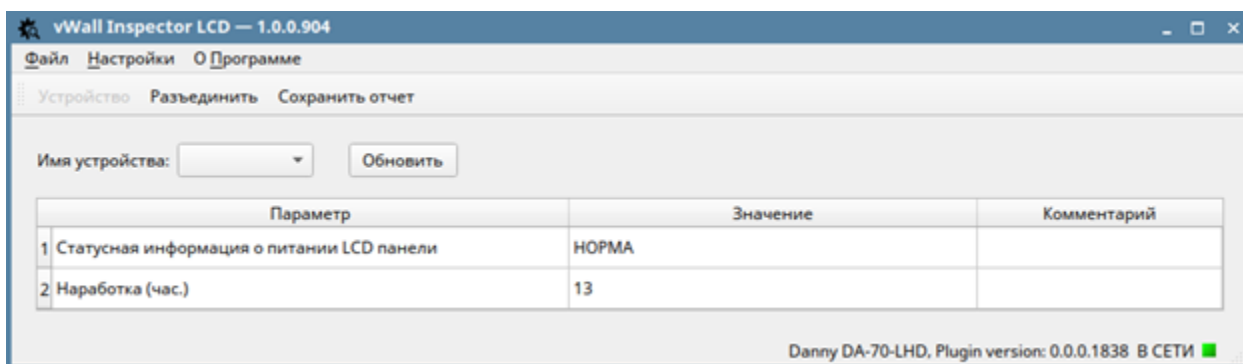 vWall Inspector LCD — 1.0.0.904
Файл Настройки О Программе
Устройство Разъединить Сохранить отчет
Имя устройства: Обновить
Параметр Значение Комментарий
1 Статусная информация о питании LCD панели НОРМА
2 Наработка (час.) 13
Danny DA-70-LHD, Plugin version: 0.0.0.1838 В СЕТИ